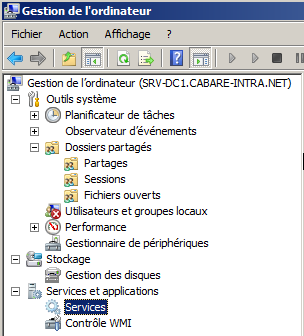 Gestion de l'ordinateur
Fichier Action Affichage ?
Gestion de l'ordinateur (SRV-DC1.CABARE-INTRA.NET)
Outils système
Planificateur de tâches
Observateur d'événements
Dossiers partagés
Partages
Sessions
Fichiers ouverts
Utilisateurs et groupes locaux
Performance
Gestionnaire de périphériques
Stockage
Gestion des disques
Services et applications
Services
Contrôle WMI